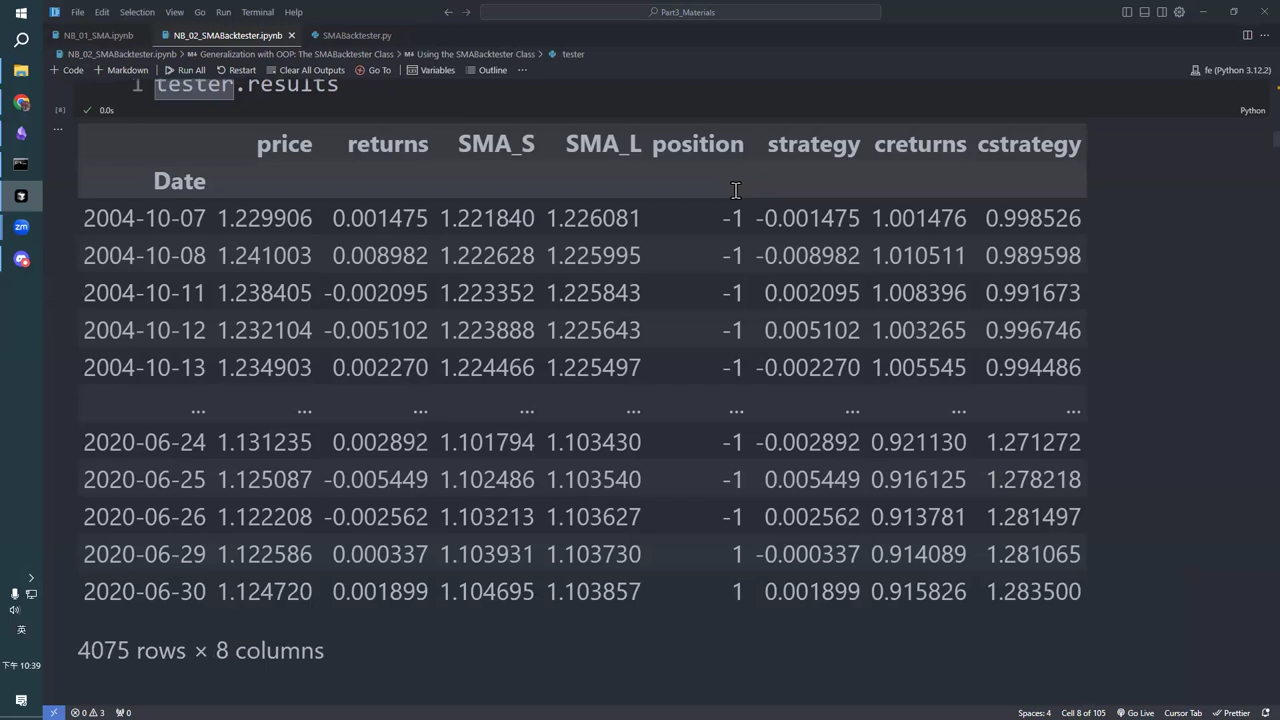 File Edit Selection View Go Run Terminal Help
Part3_Materials
NB_01_SMA.ipynb NB_02_SMABacktester.ipynb SMABacktester.py
NB_02_SMABacktester.ipynb > Generalization with OOP: The SMABacktester Class > Using the SMABacktester Class > tester
+ Code + Markdown Run All Restart Clear All Outputs Go To Variables Outline ... fe (Python 3.12.2)
1 tester.results
[8] 0.0s Python
price returns SMA_S SMA_L position strategy creturns cstrategy
Date
2004-10-07 1.229906 0.001475 1.221840 1.226081 -1 -0.001475 1.001476 0.998526
2004-10-08 1.241003 0.008982 1.222628 1.225995 -1 -0.008982 1.010511 0.989598
2004-10-11 1.238405 -0.002095 1.223352 1.225843 -1 0.002095 1.008396 0.991673
2004-10-12 1.232104 -0.005102 1.223888 1.225643 -1 0.005102 1.003265 0.996746
2004-10-13 1.234903 0.002270 1.224466 1.225497 -1 -0.002270 1.005545 0.994486
... ... ... ... ... ... ... ... ...
2020-06-24 1.131235 0.002892 1.101794 1.103430 -1 -0.002892 0.921130 1.271272
2020-06-25 1.125087 -0.005449 1.102486 1.103540 -1 0.005449 0.916125 1.278218
2020-06-26 1.122208 -0.002562 1.103213 1.103627 -1 0.002562 0.913781 1.281497
2020-06-29 1.122586 0.000337 1.103931 1.103730 1 -0.000337 0.914089 1.281065
2020-06-30 1.124720 0.001899 1.104695 1.103857 1 0.001899 0.915826 1.283500
4075 rows × 8 columns
zm
英
下午 10:39
0 3 0 Spaces: 4 Cell 8 of 105 Go Live Cursor Tab Prettier